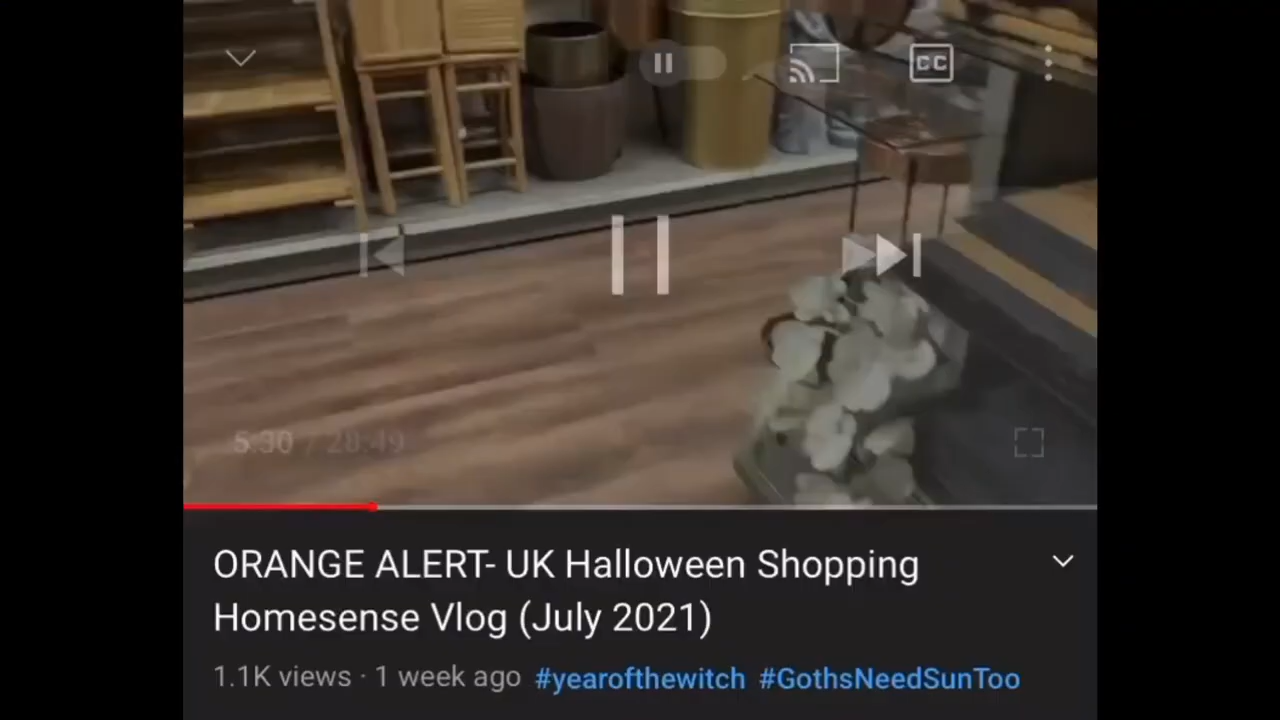 CC
5:30 / 28:49
ORANGE ALERT- UK Halloween Shopping
Homesense Vlog (July 2021)
1.1K views · 1 week ago #yearofthewitch #GothsNeedSunToo